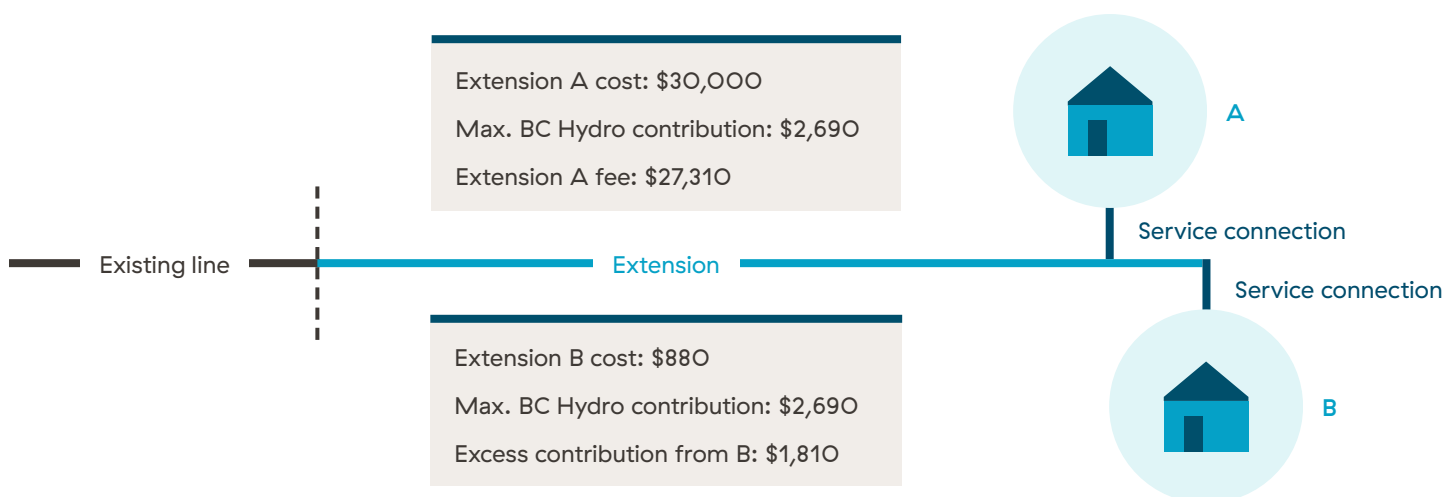 Extension A cost: $30,000
Max. BC Hydro contribution: $2,690
Extension A fee: $27,310
A
Service connection
Existing line
Extension
Service connection
Extension B cost: $880
Max. BC Hydro contribution: $2,690
Excess contribution from B: $1,810
B